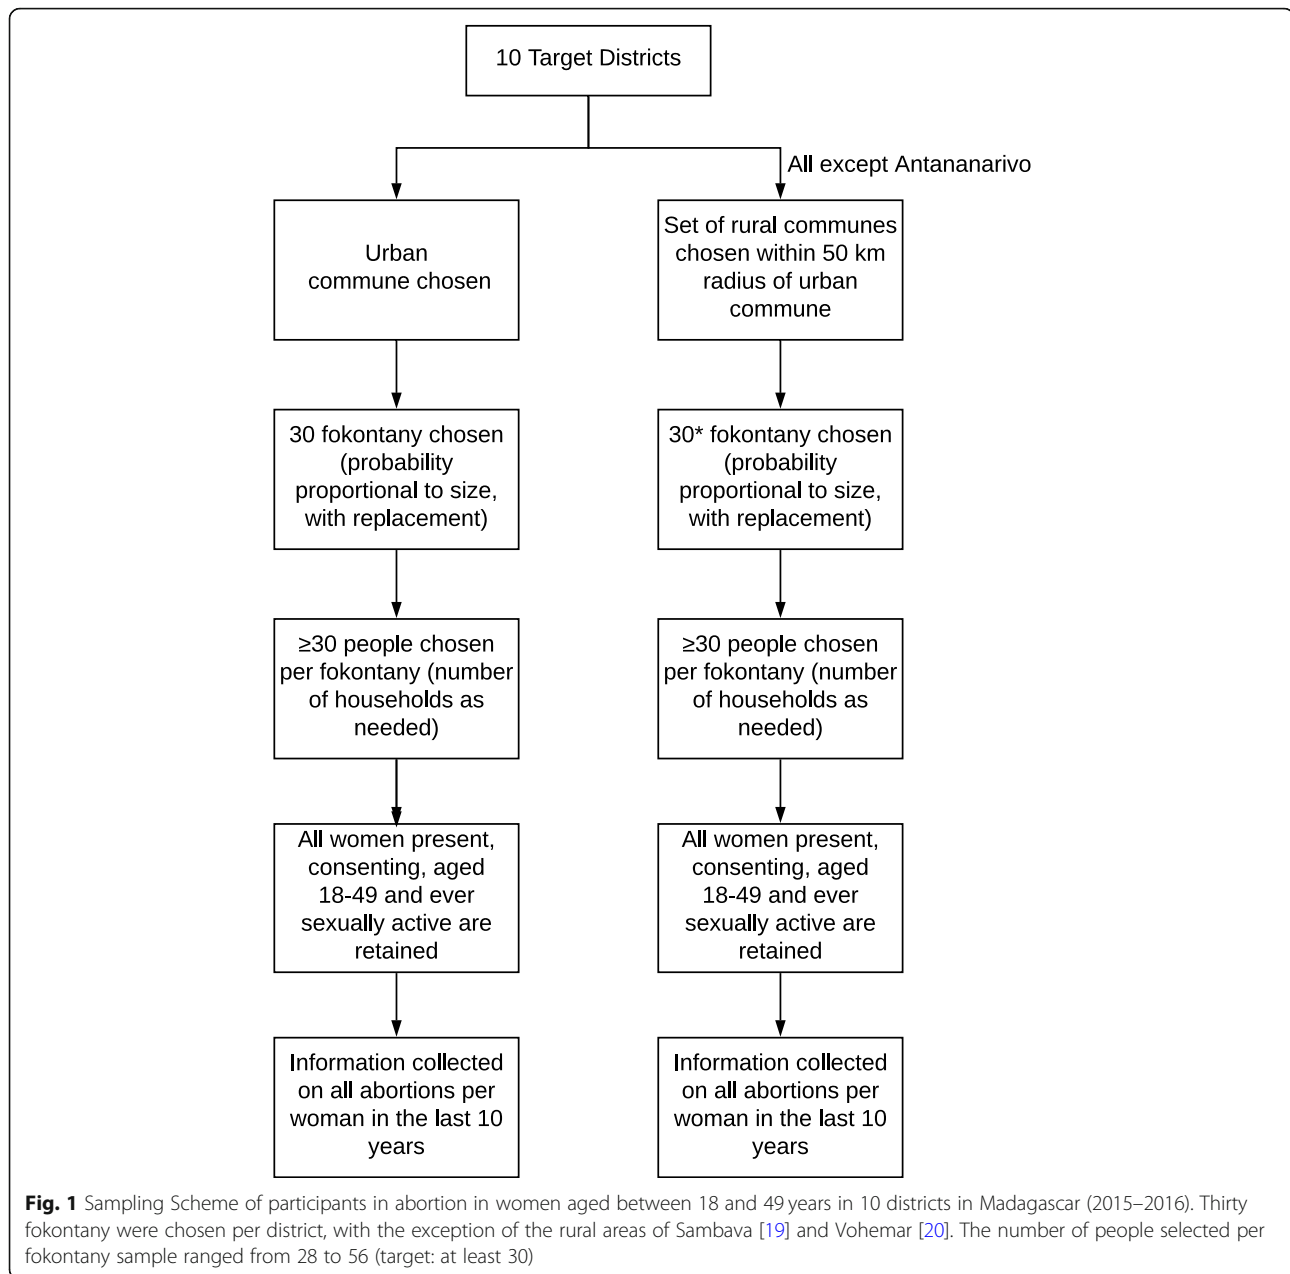 10 Target Districts
All except Antananarivo
Urban
commune chosen
Set of rural communes
chosen within 50 km
radius of urban
commune
30 fokontany chosen
(probability
proportional to size,
with replacement)
30* fokontany chosen
(probability
proportional to size,
with replacement)
≥30 people chosen
per fokontany (number
of households as
needed)
≥30 people chosen
per fokontany (number
of households as
needed)
All women present,
consenting, aged
18-49 and ever
sexually active are
retained
All women present,
consenting, aged
18-49 and ever
sexually active are
retained
Information collected
on all abortions per
woman in the last 10
years
Information collected
on all abortions per
woman in the last 10
years
Fig. 1 Sampling Scheme of participants in abortion in women aged between 18 and 49 years in 10 districts in Madagascar (2015–2016). Thirty
fokontany were chosen per district, with the exception of the rural areas of Sambava [19] and Vohemar [20]. The number of people selected per
fokontany sample ranged from 28 to 56 (target: at least 30)